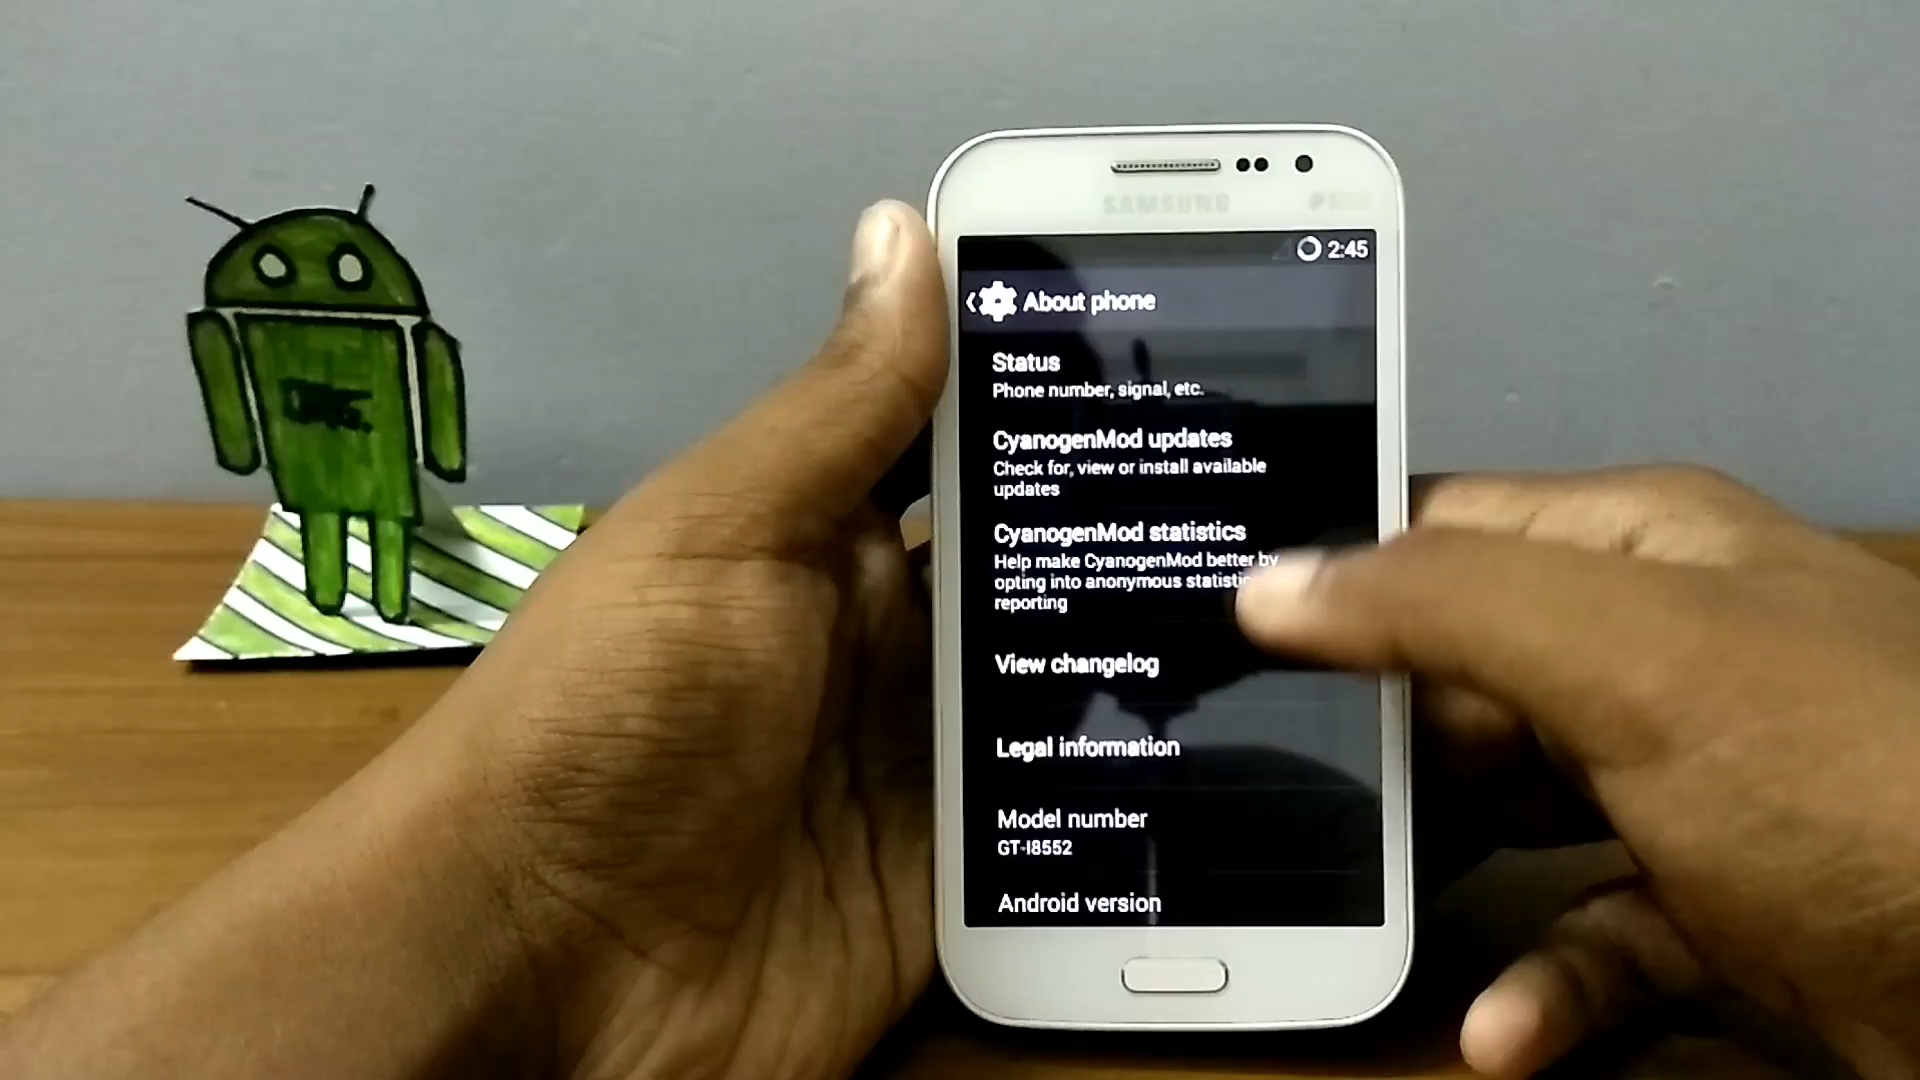 SAMSUNG
2:45
About phone
Status
Phone number, signal, etc.
CyanogenMod updates
Check for, view or install available
updates
CyanogenMod statistics
Help make CyanogenMod better by
opting into anonymous
reporting
View changelog
Legal information
Model number
GT-I8552
Android version